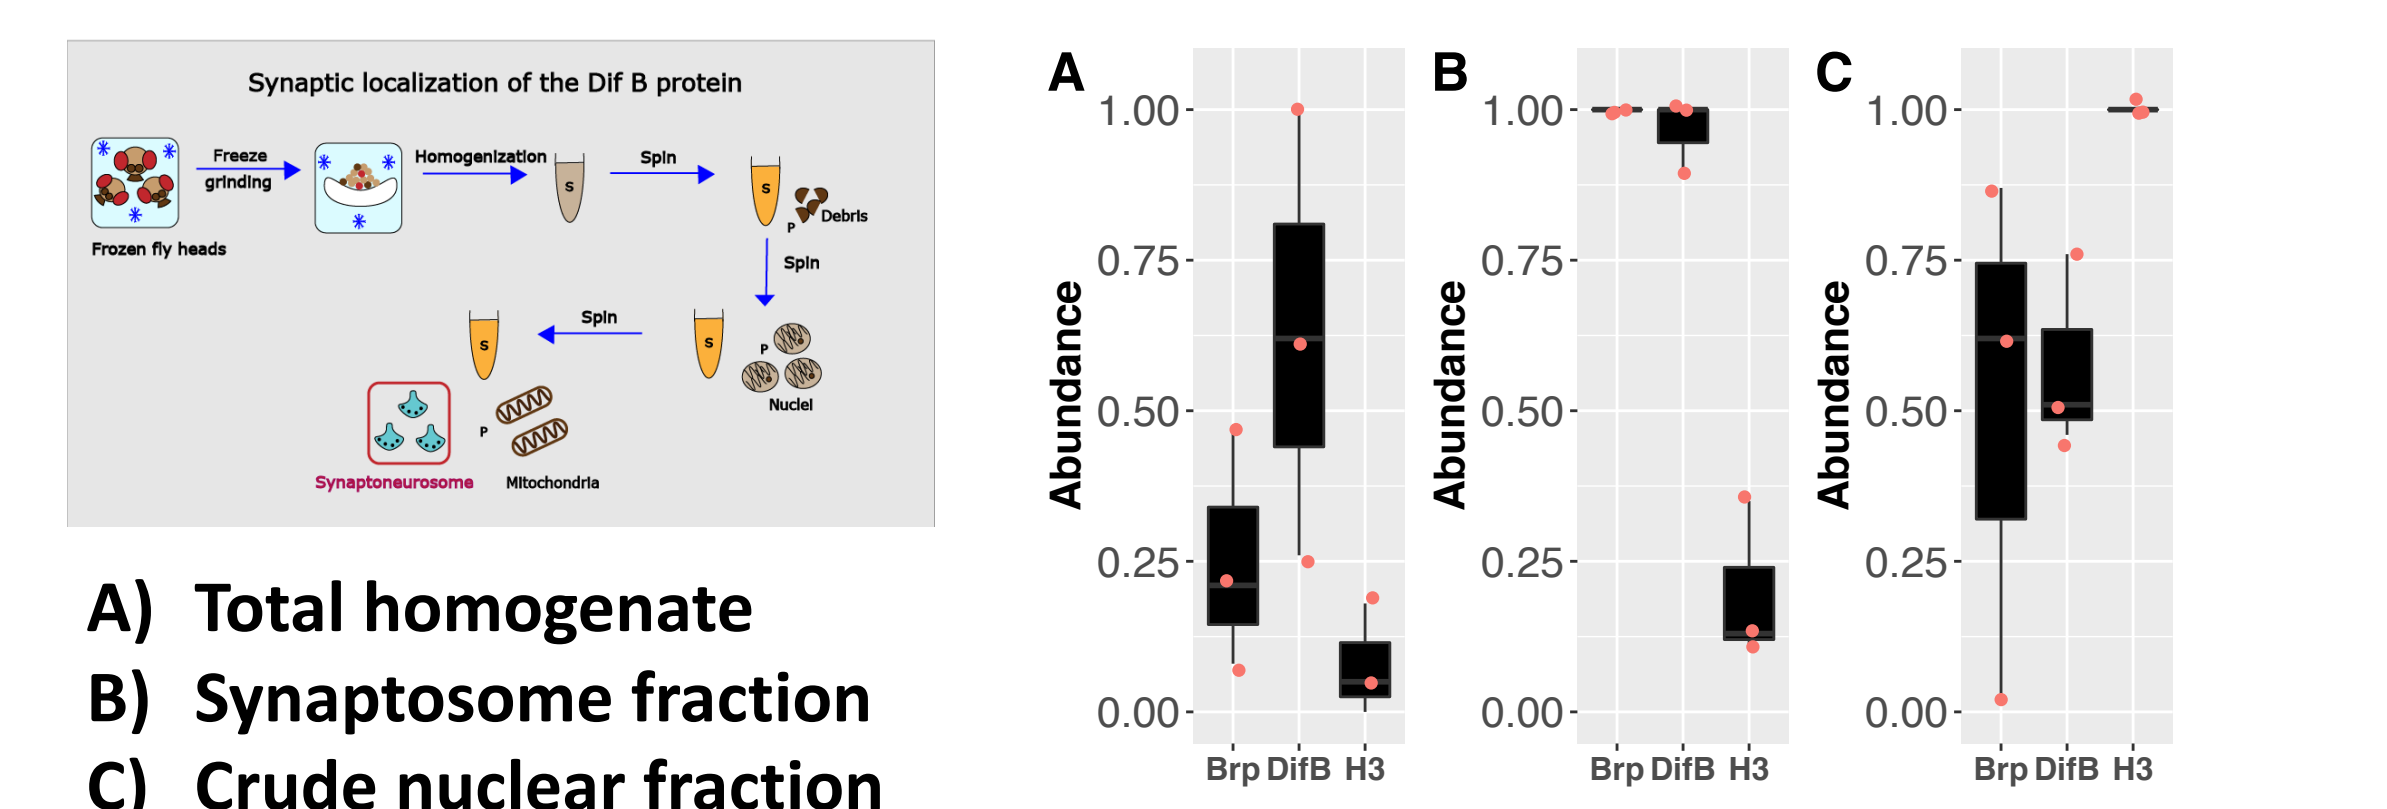 Synaptic localization of the Dif B protein
Freeze
grinding
Homogenization
Spin
S
S
P
Debris
Frozen fly heads
Spin
Spin
S
S
P
Nuclei
P
Synaptoneurosome
Mitochondria
A) Total homogenate
B) Synaptosome fraction
C) Crude nuclear fraction
A
Abundance
1.00
0.75
0.50
0.25
0.00
Brp DifB H3
B
Abundance
1.00
0.75
0.50
0.25
0.00
Brp DifB H3
C
Abundance
1.00
0.75
0.50
0.25
0.00
Brp DifB H3